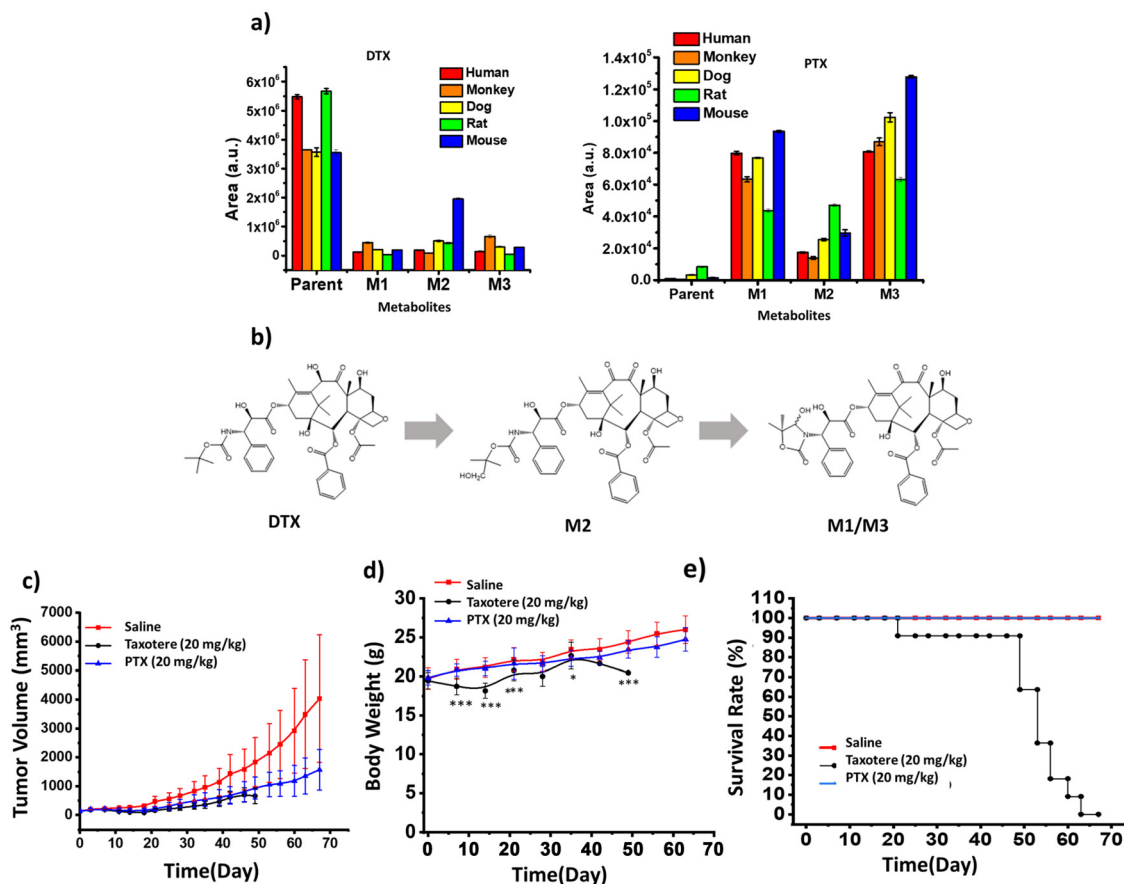 a)
DTX
Human
Monkey
Dog
Rat
Mouse
Area (a.u.)
6x10⁶
5x10⁶
4x10⁶
3x10⁶
2x10⁶
1x10⁶
0
Parent M1 M2 M3
Metabolites
PTX
Human
Monkey
Dog
Rat
Mouse
Area (a.u.)
1.4x10⁵
1.2x10⁵
1.0x10⁵
8.0x10⁴
6.0x10⁴
4.0x10⁴
2.0x10⁴
0.0
Parent M1 M2 M3
Metabolites
b)
DTX
M2
M1/M3
c)
Saline
Taxotere (20 mg/kg)
PTX (20 mg/kg)
Tumor Volume (mm³)
7000
6000
5000
4000
3000
2000
1000
0
0 10 20 30 40 50 60 70
Time(Day)
d)
Saline
Taxotere (20 mg/kg)
PTX (20 mg/kg)
Body Weight (g)
30
25
20
15
10
5
0
*** *** *** * ***
0 10 20 30 40 50 60 70
Time(Day)
e)
Survival Rate (%)
110
100
90
80
70
60
50
40
30
20
10
0
Saline
Taxotere (20 mg/kg)
PTX (20 mg/kg)
0 10 20 30 40 50 60 70
Time(Day)